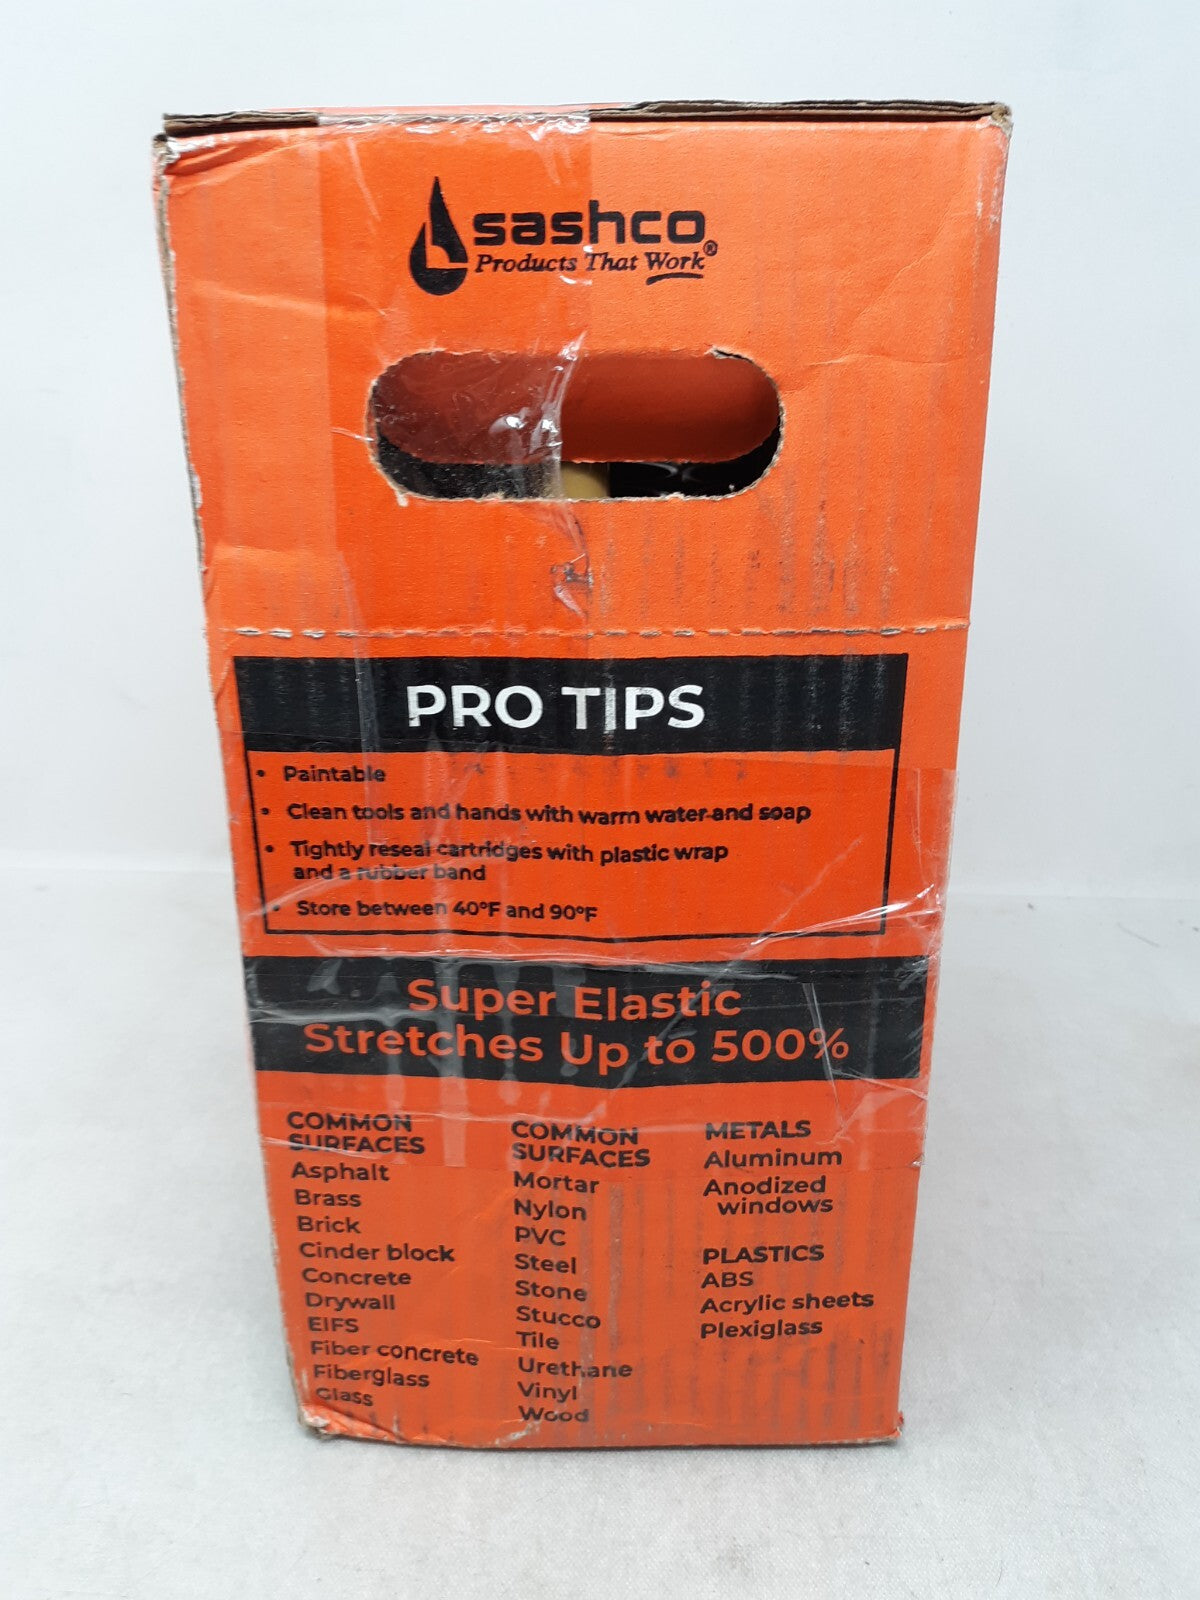 sashco
Products That Work®
PRO TIPS
• Paintable
• Clean tools and hands with warm water and soap
• Tightly reseal cartridges with plastic wrap
and a rubber band
• Store between 40°F and 90°F
Super Elastic
Stretches Up to 500%
COMMON
SURFACES
Asphalt
Brass
Brick
Cinder block
Concrete
Drywall
EIFS
Fiber concrete
Fiberglass
Glass
COMMON
SURFACES
Mortar
Nylon
PVC
Steel
Stone
Stucco
Tile
Urethane
Vinyl
Wood
METALS
Aluminum
Anodized
windows
PLASTICS
ABS
Acrylic sheets
Plexiglass